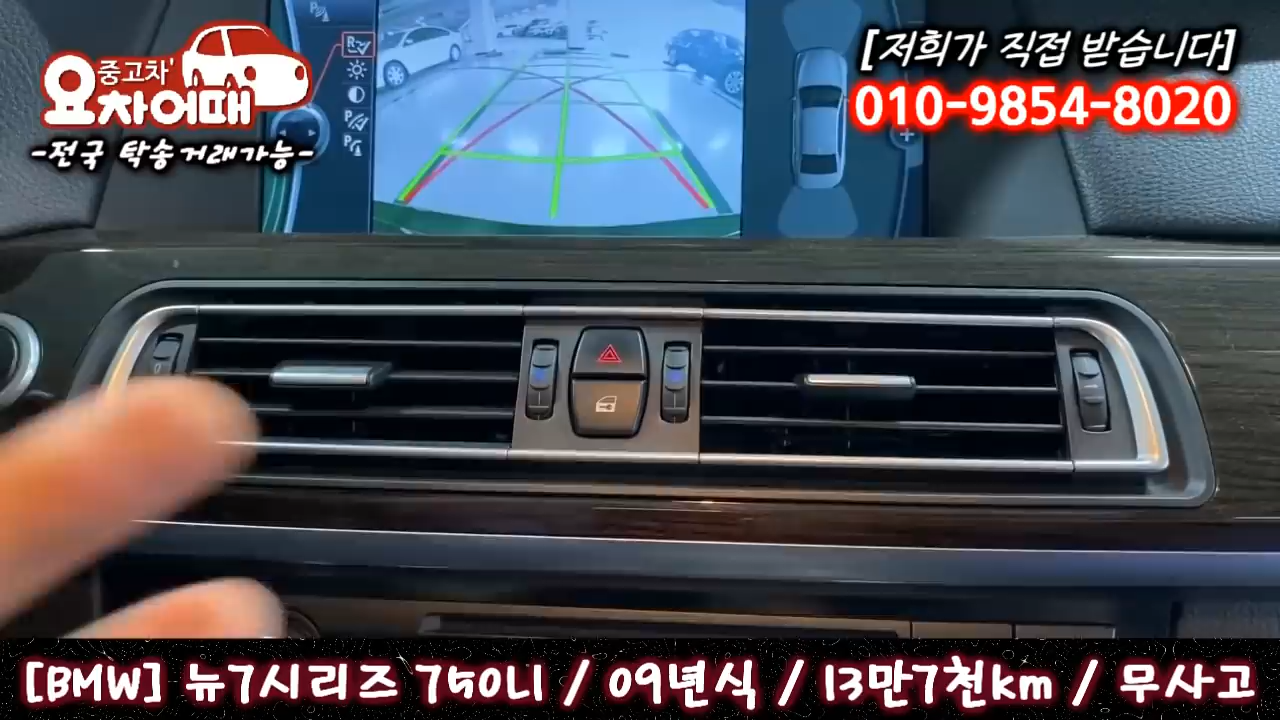 중고차'
요차어때
-전국 탁송거래가능-
[저희가 직접 받습니다]
010-9854-8020
[BMW] 뉴7시리즈 750Li / 09년식 / 13만7천km / 무사고